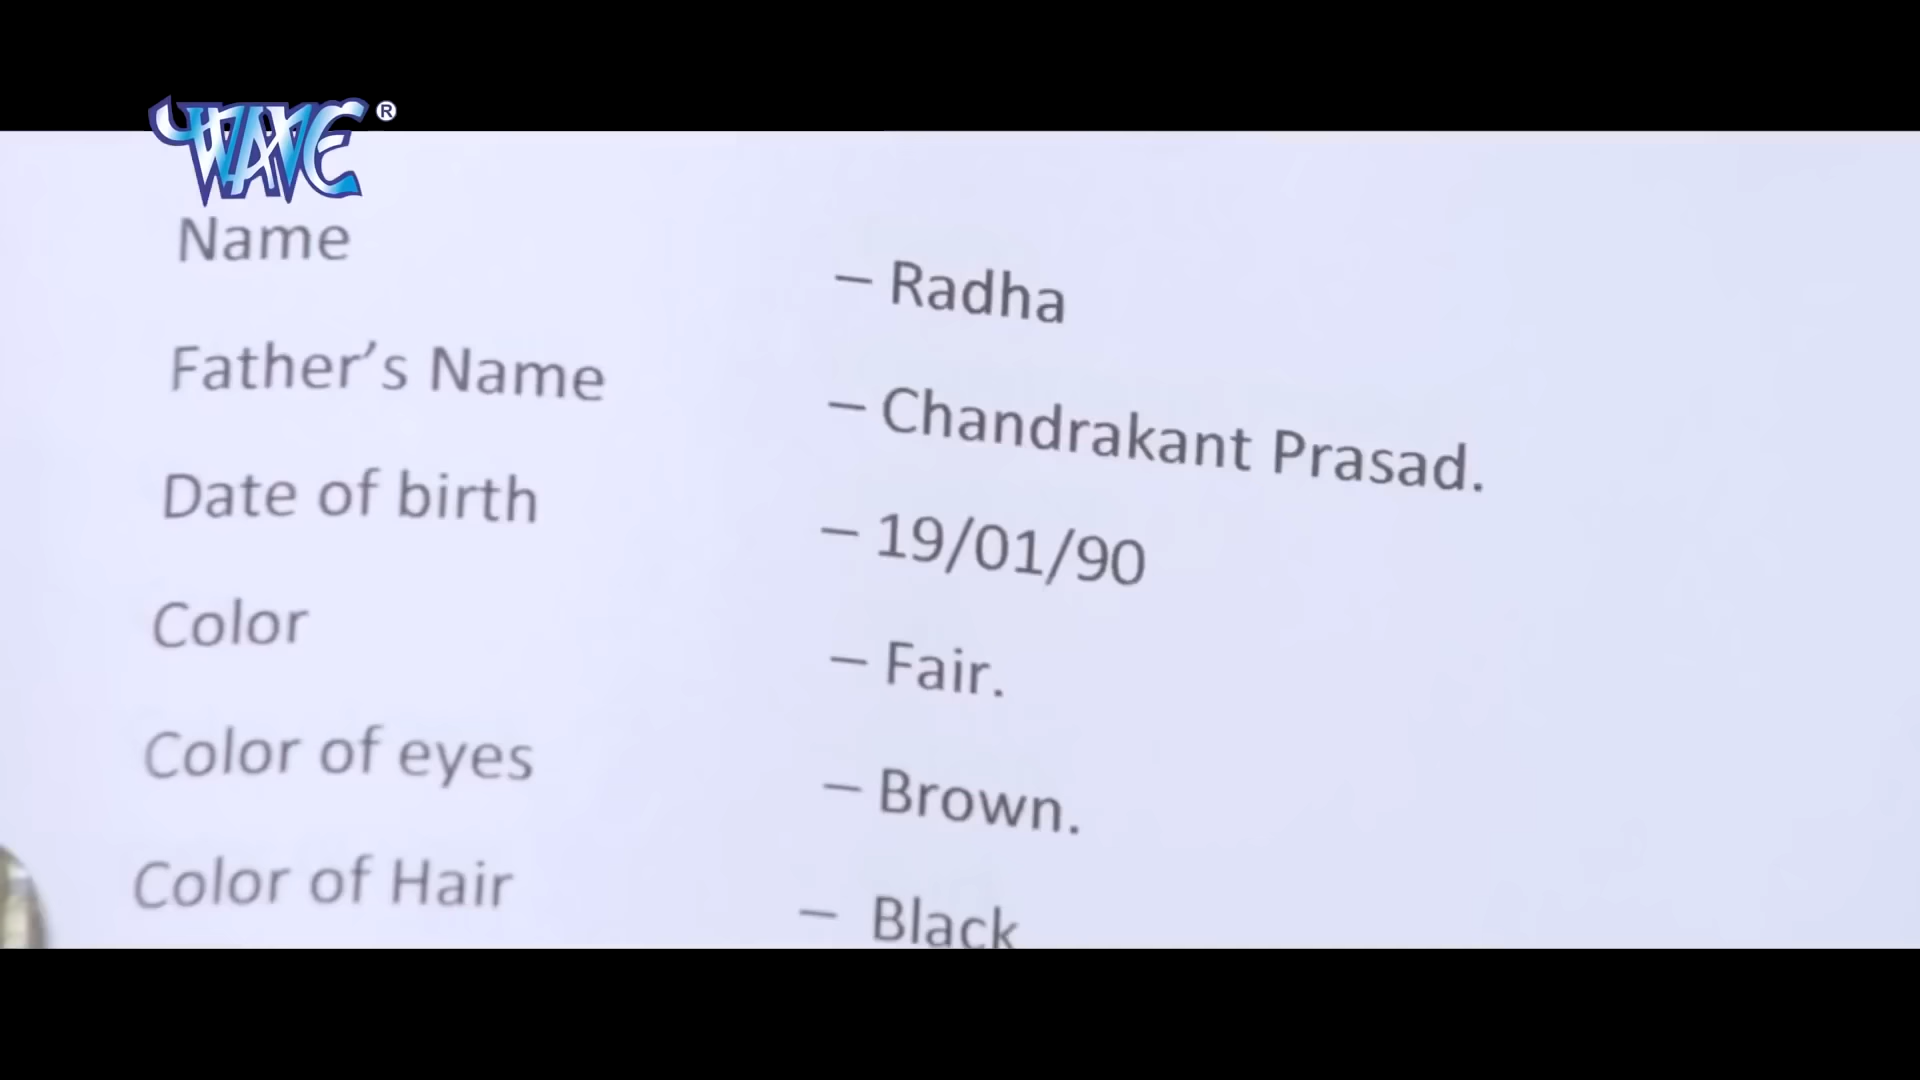 WAVE ®
Name – Radha
Father’s Name – Chandrakant Prasad.
Date of birth – 19/01/90
Color – Fair.
Color of eyes – Brown.
Color of Hair – Black